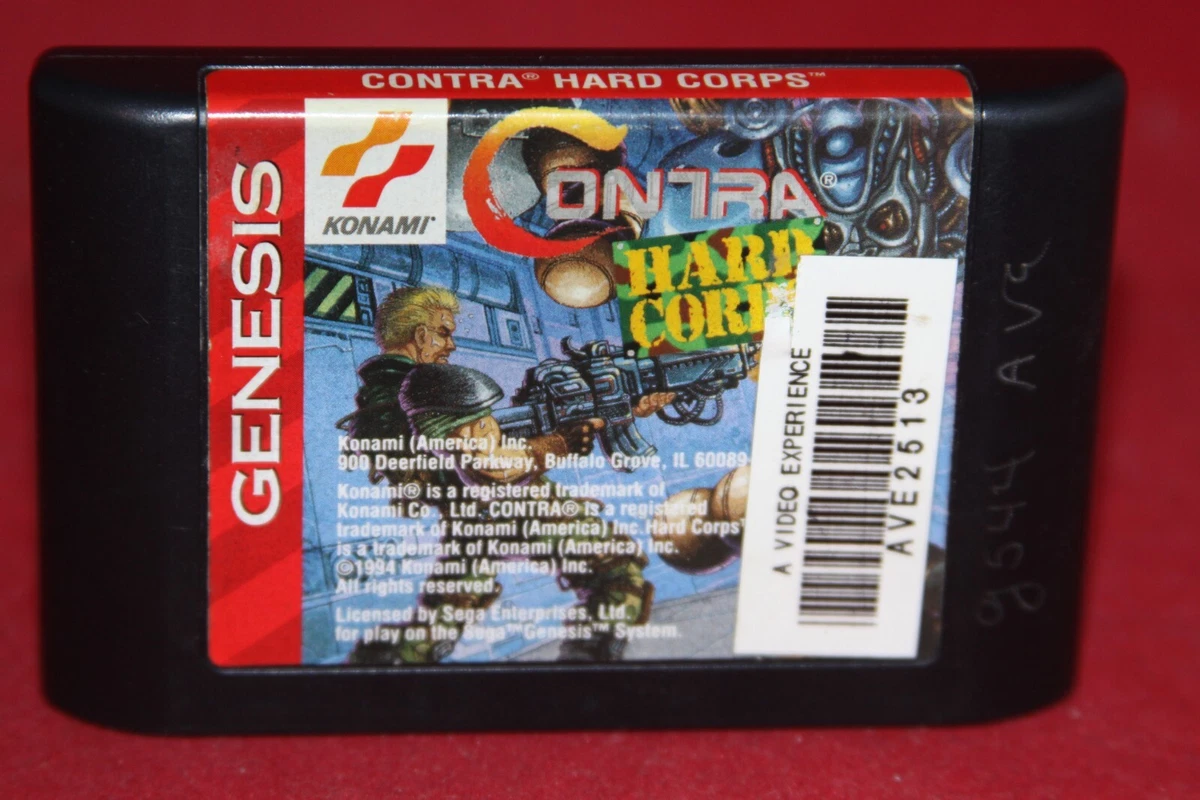 CONTRA® HARD CORPS™
GENESIS
KONAMI®
CONTRA®
HARD
CORP
Konami (America) Inc.
900 Deerfield Parkway, Buffalo Grove, IL 60089
Konami® is a registered trademark of
Konami Co., Ltd. CONTRA® is a registered
trademark of Konami (America) Inc. Hard Corps™
is a trademark of Konami (America) Inc.
©1994 Konami (America) Inc.
All rights reserved.
Licensed by Sega Enterprises, Ltd.
for play on the Sega™ Genesis™ System.
A VIDEO EXPERIENCE
AVE2513
9544 AVa